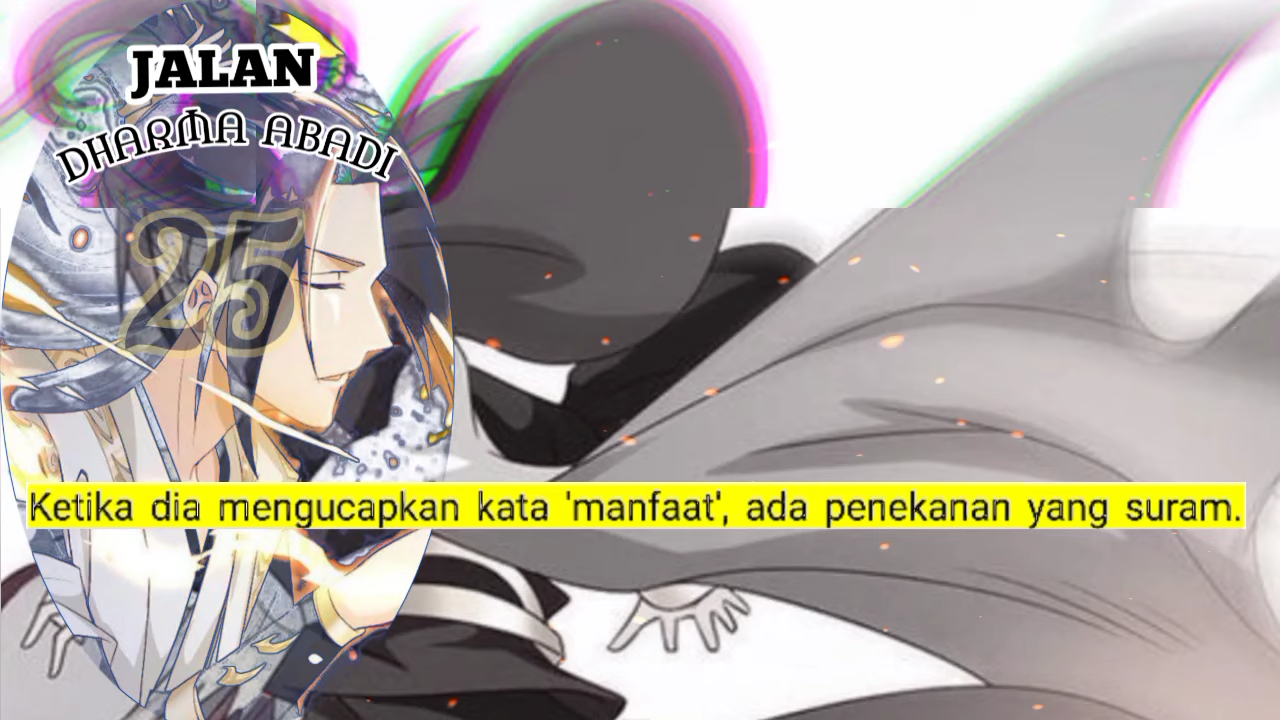 JALAN
DHARMA ABADI
25
Ketika dia mengucapkan kata 'manfaat', ada penekanan yang suram.